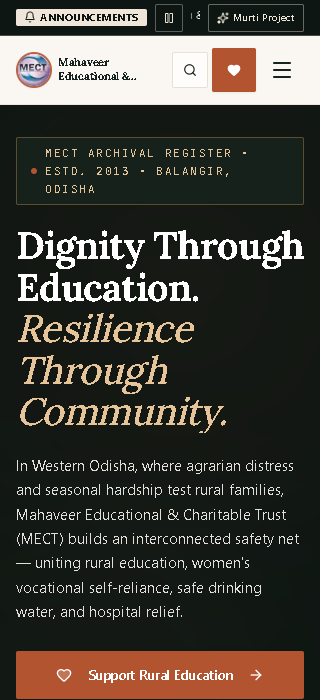 ANNOUNCEMENTS
Murti Project
MECT
Mahaveer
Educational &...
MECT ARCHIVAL REGISTER •
ESTD. 2013 • BALANGIR,
ODISHA
Dignity Through
Education.
Resilience
Through
Community.
In Western Odisha, where agrarian distress
and seasonal hardship test rural families,
Mahaveer Educational & Charitable Trust
(MECT) builds an interconnected safety net
— uniting rural education, women's
vocational self-reliance, safe drinking
water, and hospital relief.
Support Rural Education